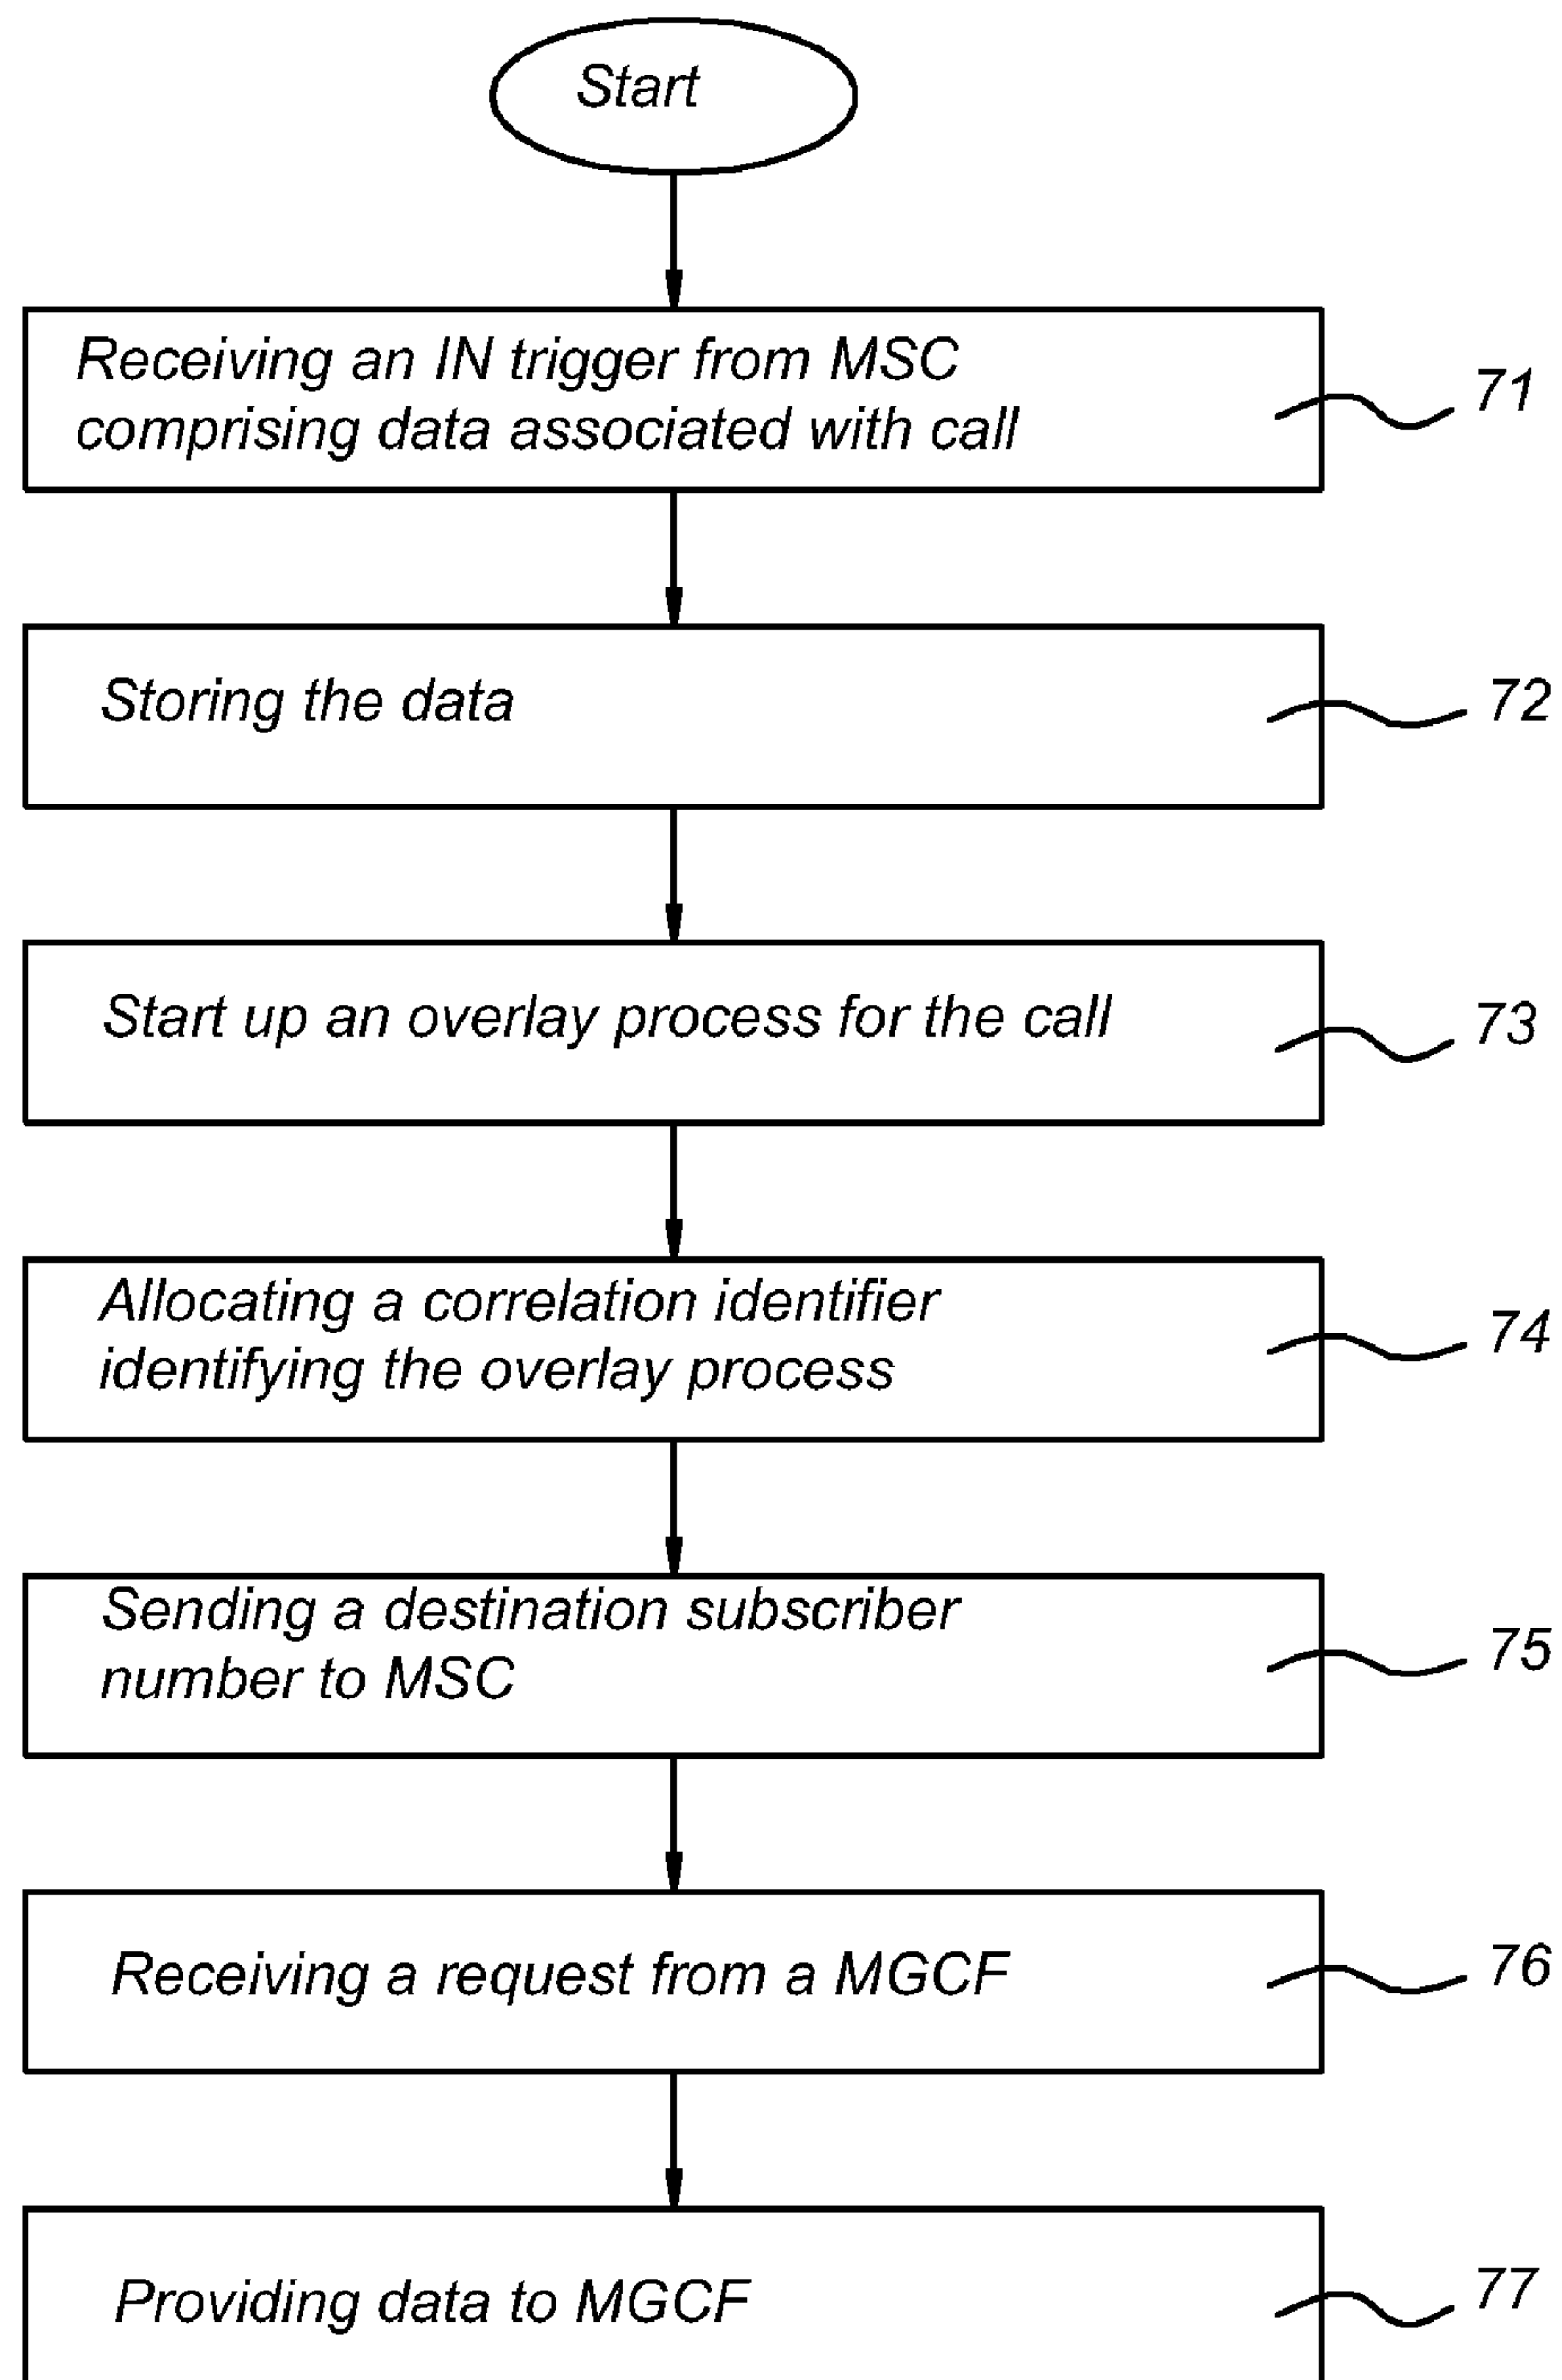 Start
Receiving an IN trigger from MSC
comprising data associated with call
71
Storing the data
72
Start up an overlay process for the call
73
Allocating a correlation identifier
identifying the overlay process
74
Sending a destination subscriber
number to MSC
75
Receiving a request from a MGCF
76
Providing data to MGCF
77